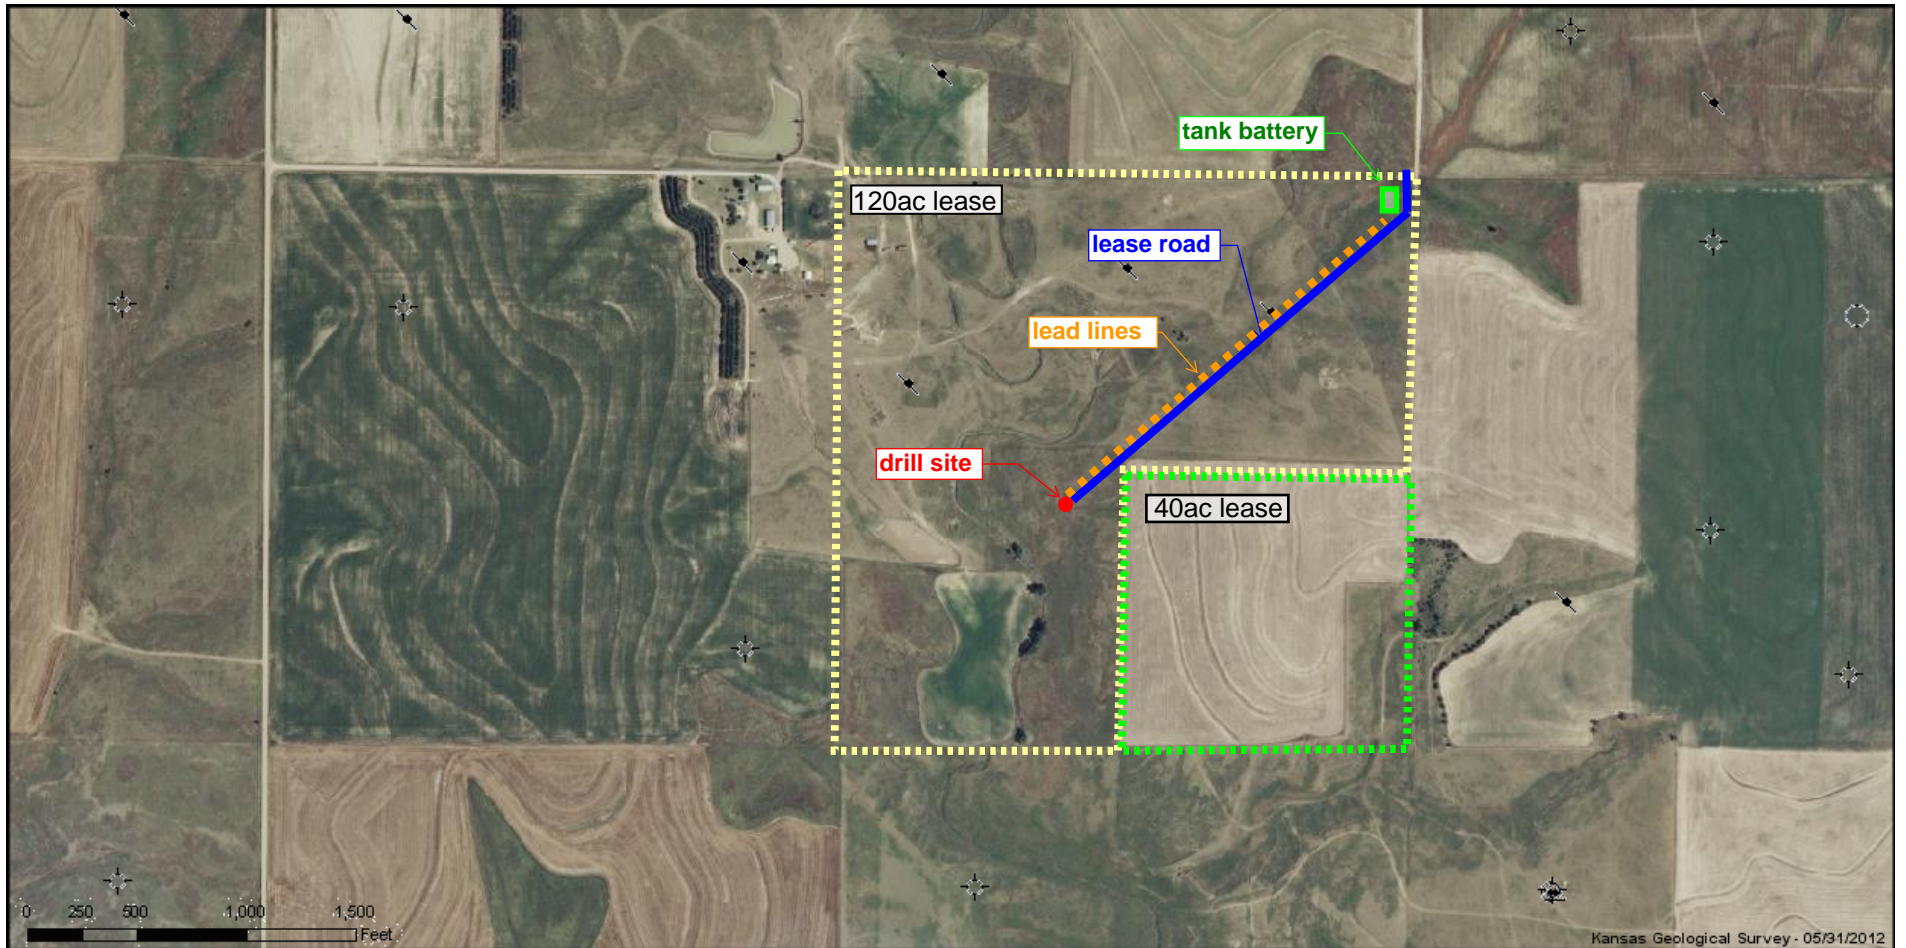 tank battery
120ac lease
lease road
lead lines
drill site
40ac lease
0 250 500 1,000 1,500
Feet
Kansas Geological Survey - 05/31/2012